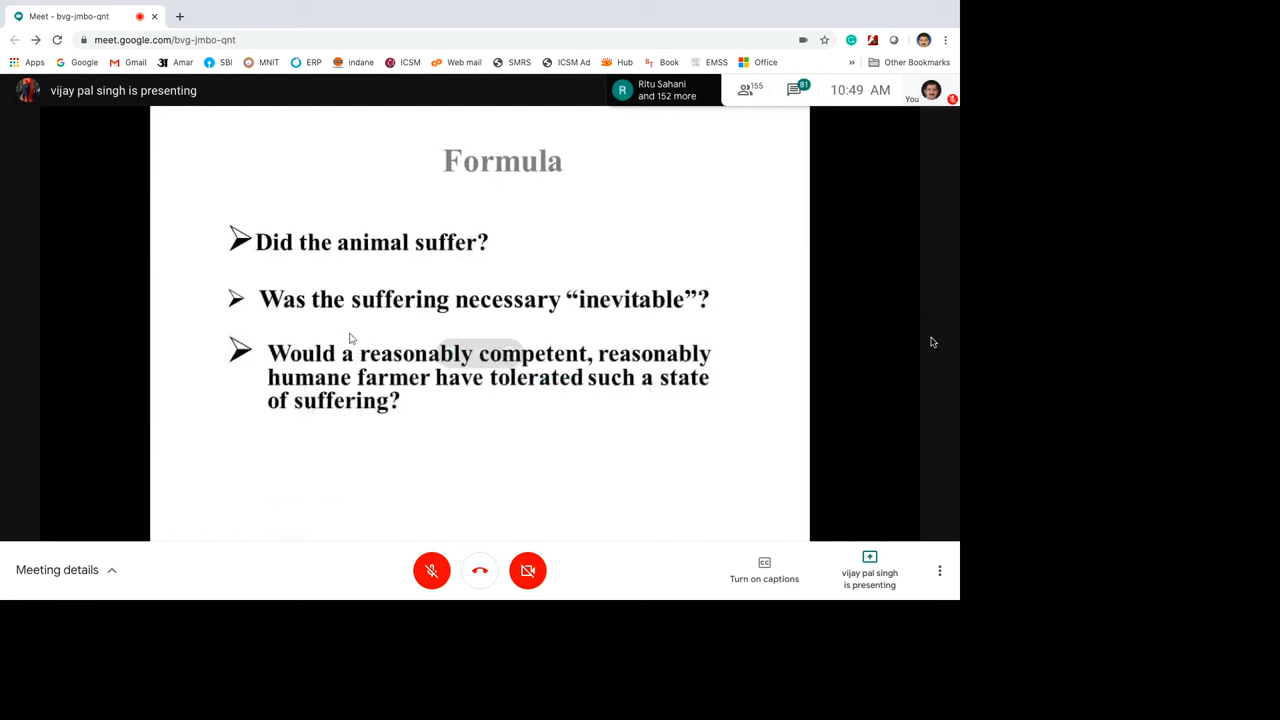 Meet - bvg-jmbo-qnt
meet.google.com/bvg-jmbo-qnt
Apps Google Gmail Amar SBI MNIT ERP indane ICSM Web mail SMRS ICSM Ad Hub Book EMSS Office » Other Bookmarks
vijay pal singh is presenting
R
Ritu Sahani
and 152 more
155
81
10:49 AM
You
Formula
Did the animal suffer?
Was the suffering necessary “inevitable”?
Would a reasonably competent, reasonably
humane farmer have tolerated such a state
of suffering?
Meeting details
CC
Turn on captions
vijay pal singh
is presenting